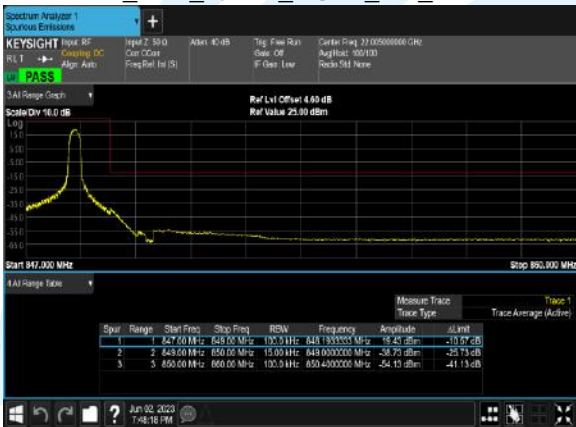 Spectrum Analyzer 1
Spurious Emissions
+
KEYSIGHT
RLT
Input: RF
Coupling: DC
Align: Auto
Input Z: 50 Ω
Corr CCorr
Freq Ref: Int (S)
Atten: 40 dB
Trig: Free Run
Gate: Off
IF Gain: Low
Center Freq: 22.005000000 GHz
Avg|Hold: 100/100
Radio Std: None
PASS
3.All Range Graph
Scale/Div 10.0 dB
Ref Lvl Offset 4.60 dB
Ref Value 25.00 dBm
Log
15.0
5.00
-5.00
-15.0
-25.0
-35.0
-45.0
-55.0
-65.0
Start 847.000 MHz
Stop 860.000 MHz
4.All Range Table
Measure Trace Trace 1
Trace Type Trace Average (Active)
Spur Range Start Freq Stop Freq RBW Frequency Amplitude ΔLimit
1 1 847.00 MHz 849.00 MHz 100.0 kHz 848.1933333 MHz 19.43 dBm -10.57 dB
2 2 849.00 MHz 850.00 MHz 15.00 kHz 849.0000000 MHz -38.73 dBm -25.73 dB
3 3 850.00 MHz 860.00 MHz 100.0 kHz 850.4000000 MHz -54.13 dBm -41.13 dB
?
Jun 02, 2023
7:48:18 PM